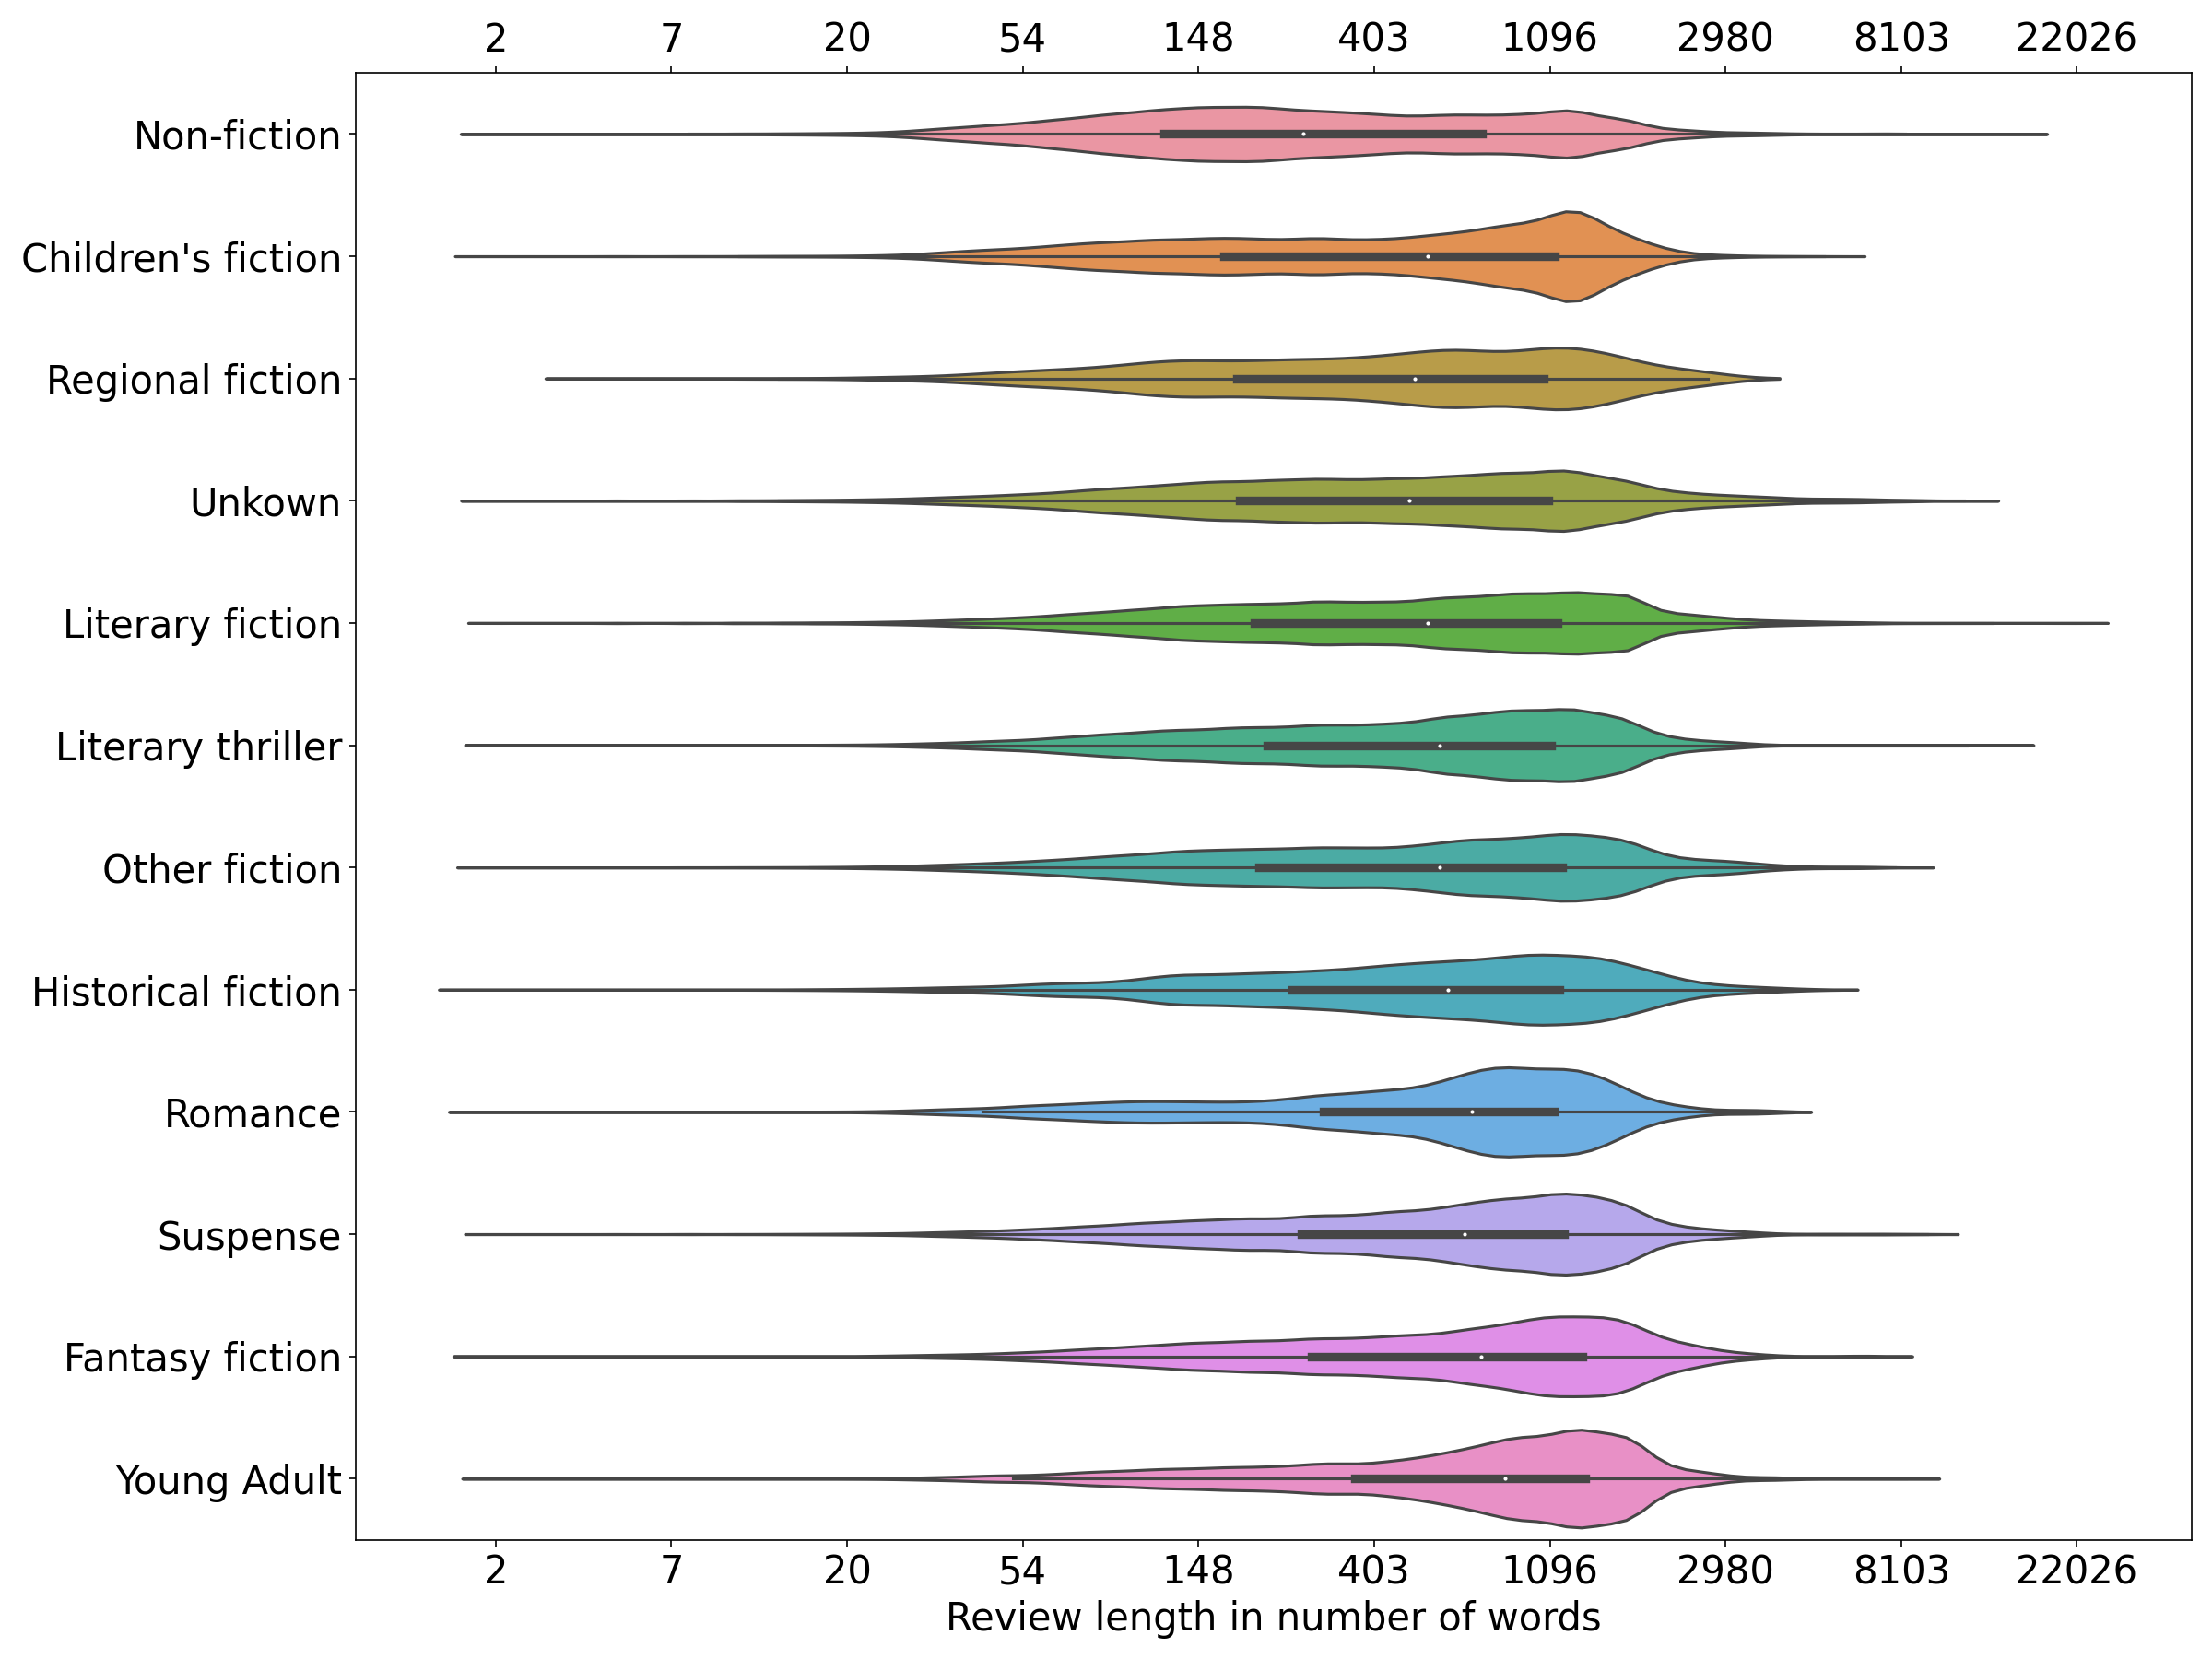 2 7 20 54 148 403 1096 2980 8103 22026
Non-fiction
Children's fiction
Regional fiction
Unkown
Literary fiction
Literary thriller
Other fiction
Historical fiction
Romance
Suspense
Fantasy fiction
Young Adult
2 7 20 54 148 403 1096 2980 8103 22026
Review length in number of words